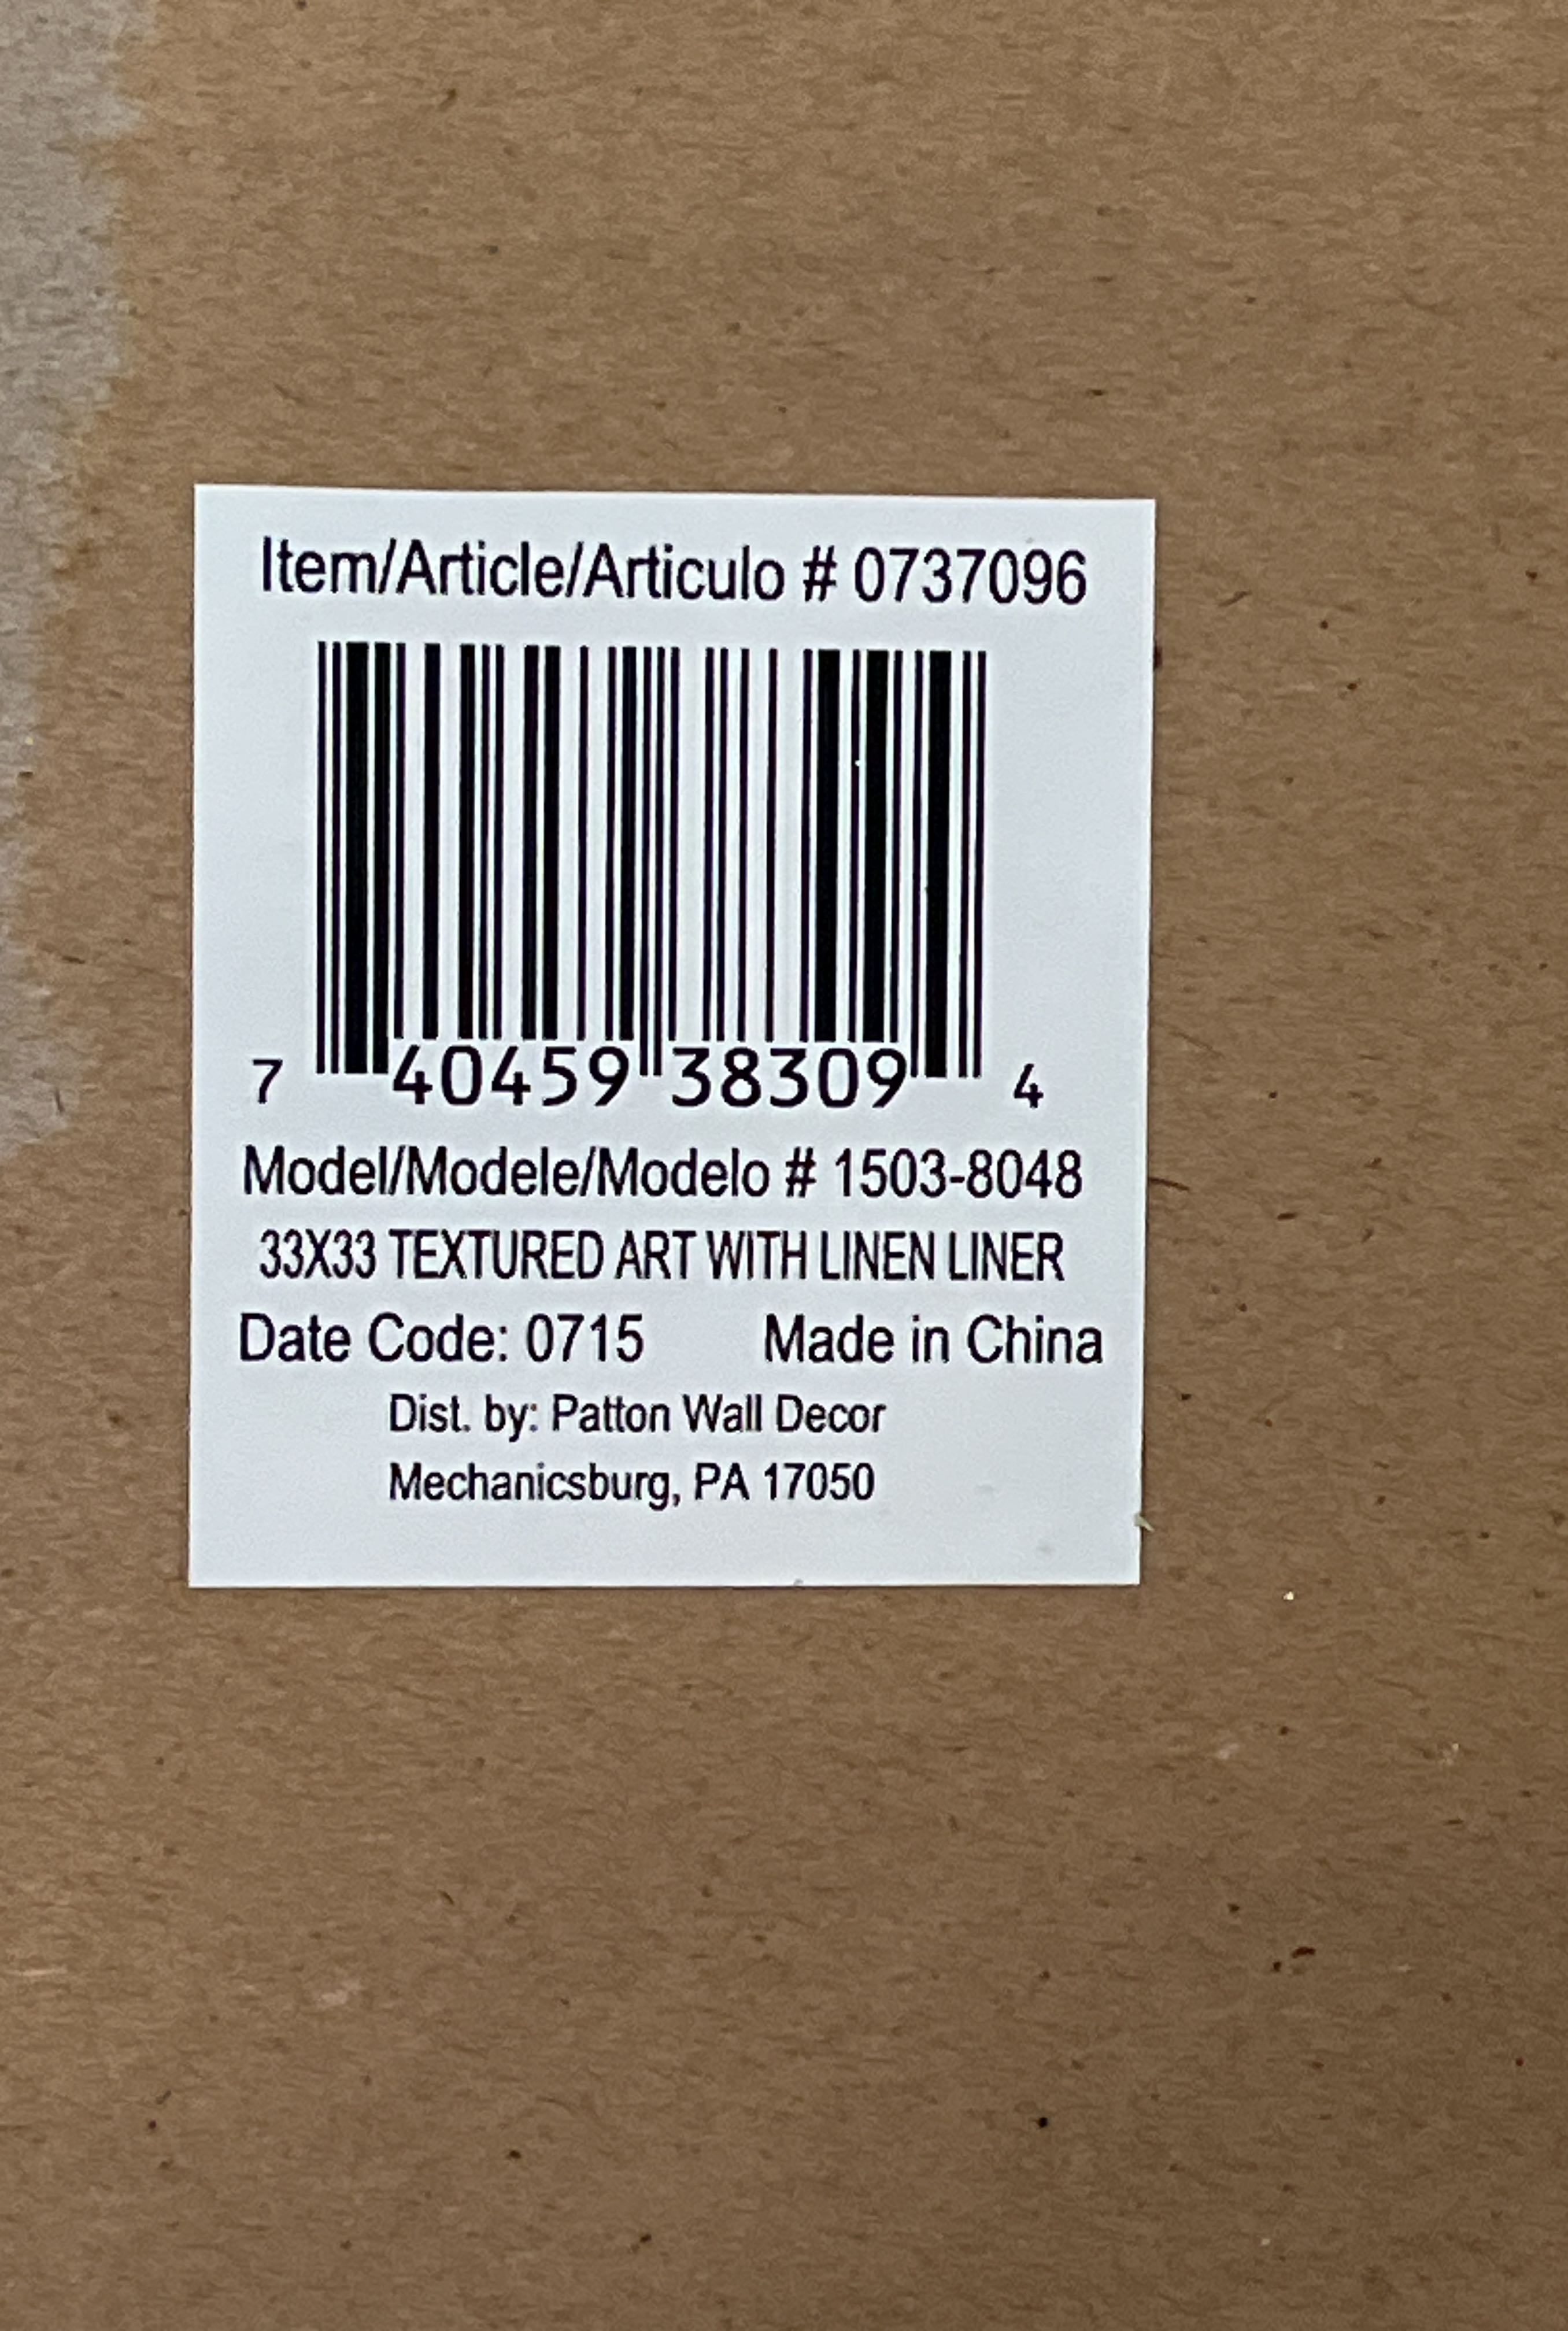 Item/Article/Articulo # 0737096
7 40459 38309 4
Model/Modele/Modelo # 1503-8048
33X33 TEXTURED ART WITH LINEN LINER
Date Code: 0715 Made in China
Dist. by: Patton Wall Decor
Mechanicsburg, PA 17050